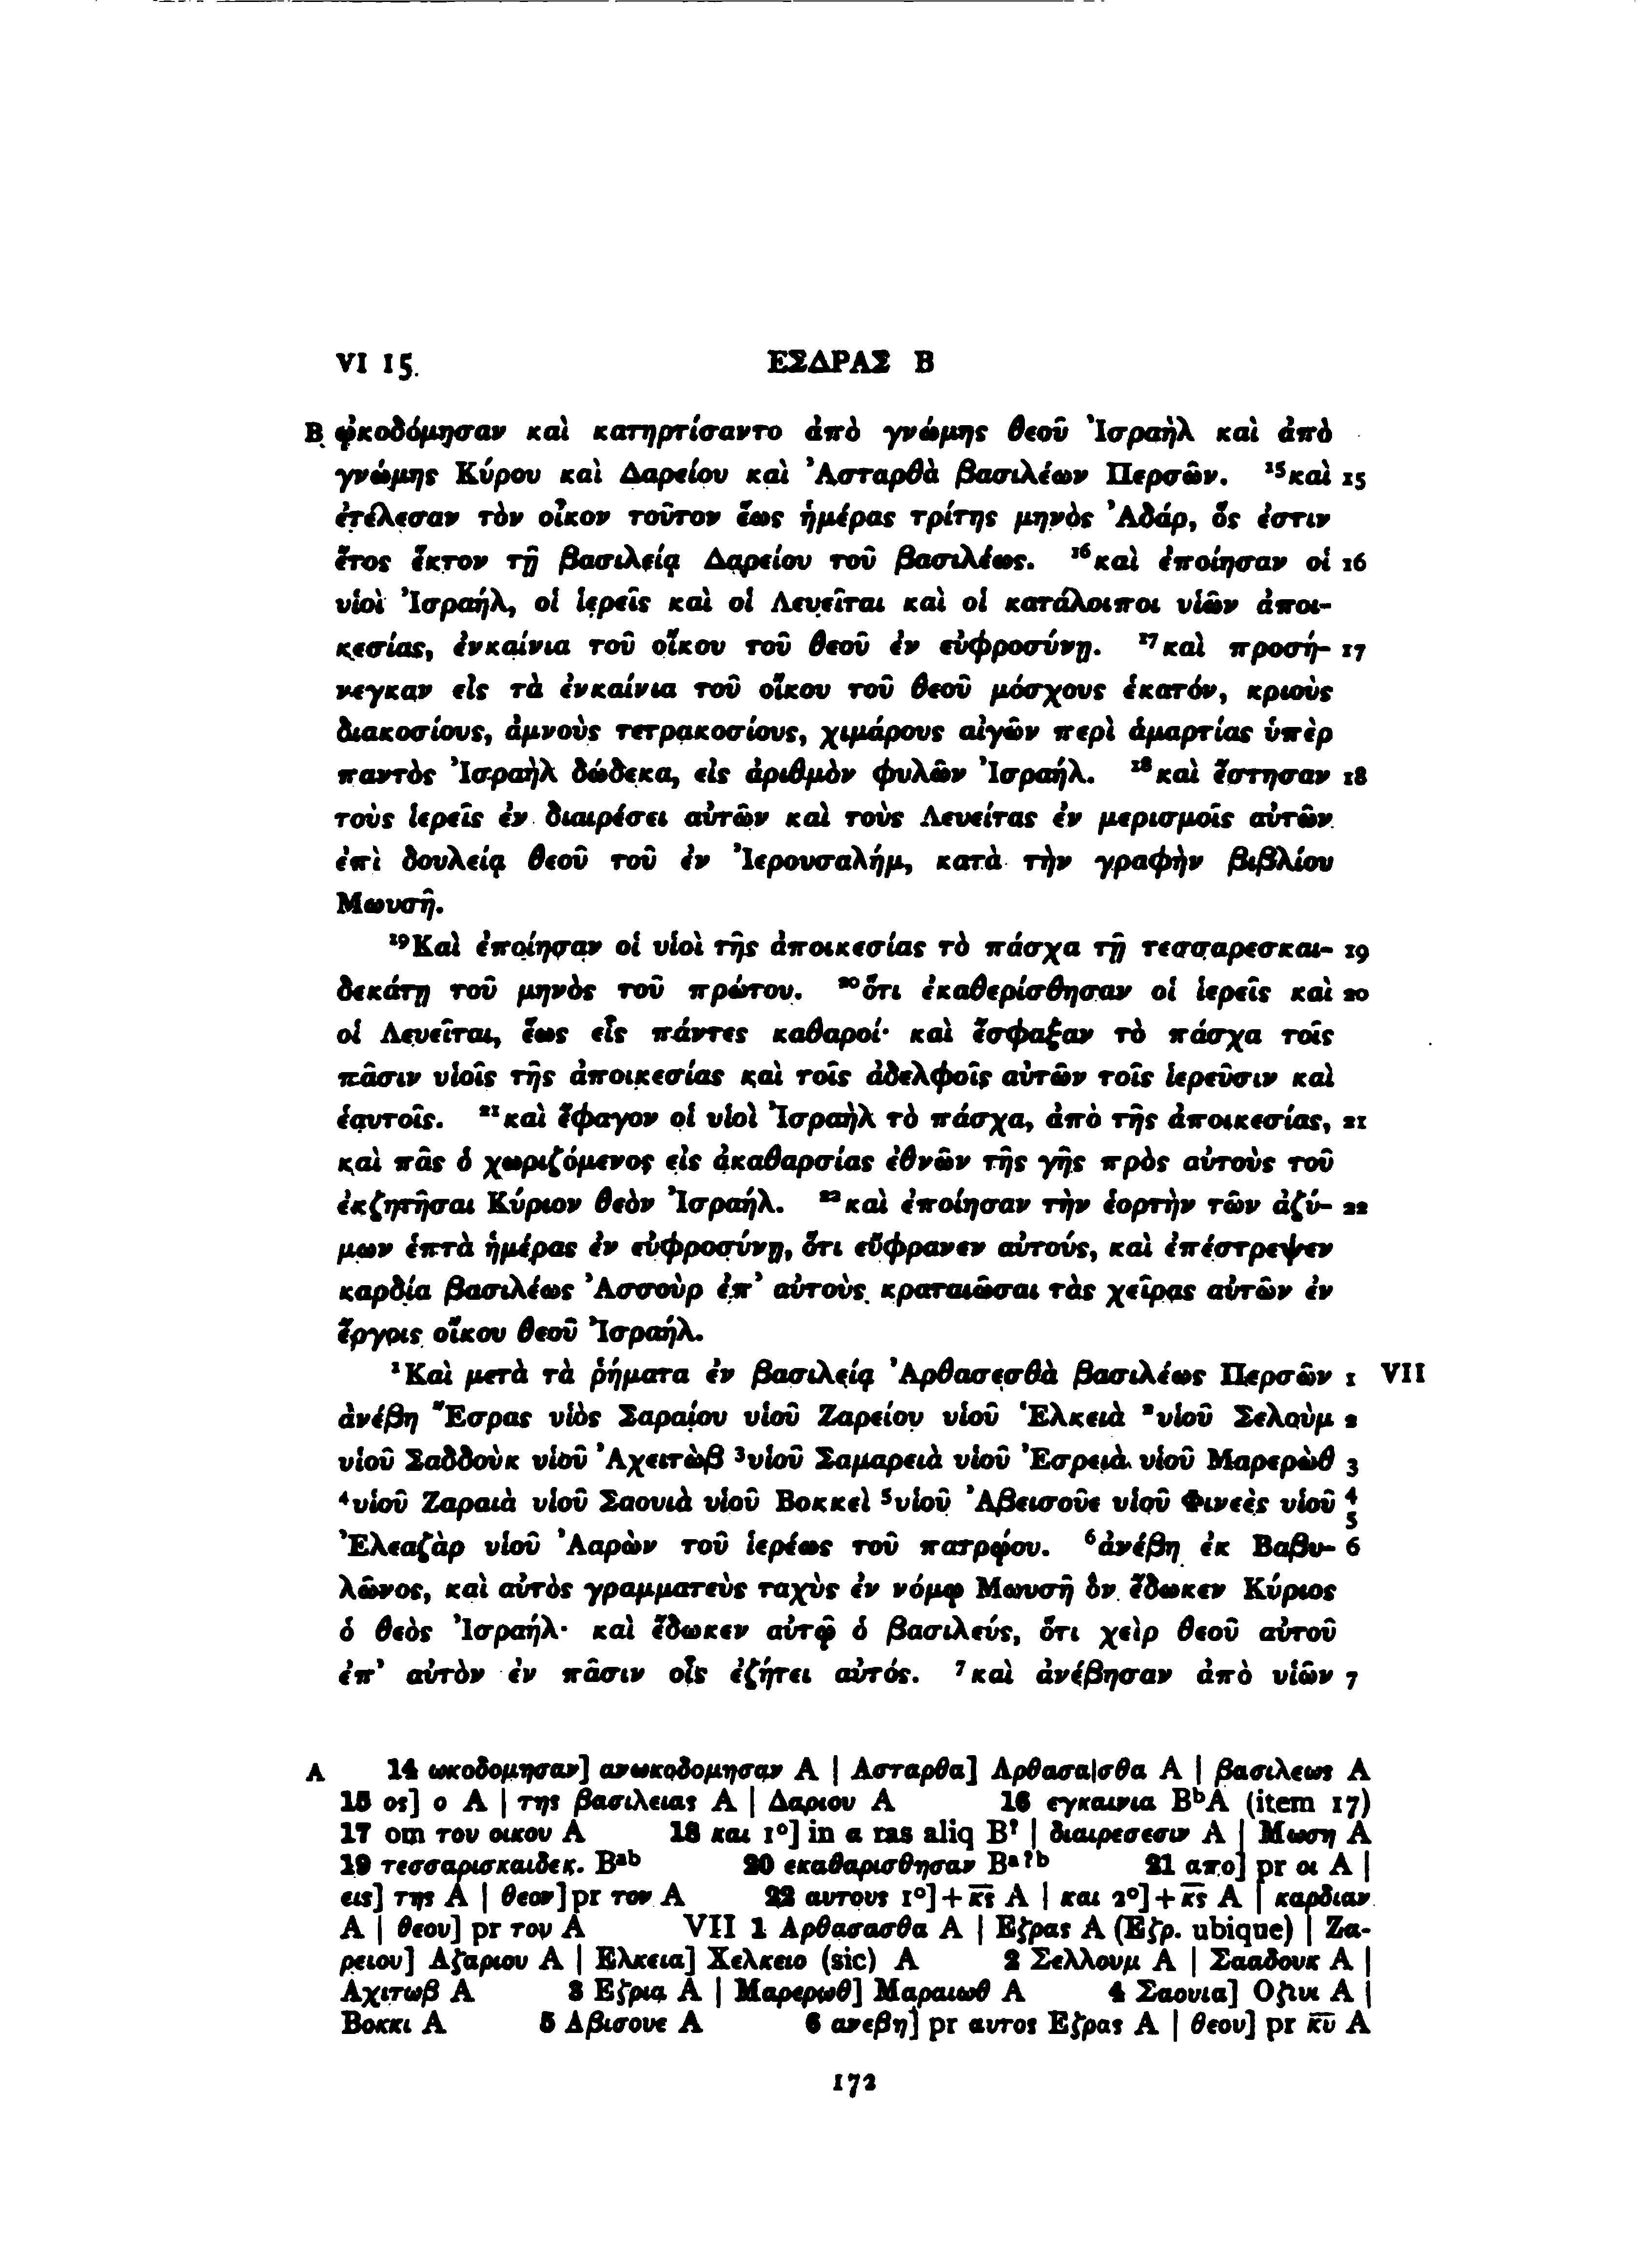 VI 15. ΕΣΔΡΑΣ Β
B ᾠκοδόμησαν καὶ κατηρτίσαντο ἀπὸ γνώμης θεοῦ Ἰσραὴλ καὶ ἀπὸ
γνώμης Κύρου καὶ Δαρείου καὶ Ἀσταρθὰ βασιλέων Περσῶν. ¹⁵καὶ 15
ἐτέλεσαν τὸν οἶκον τοῦτον ἕως ἡμέρας τρίτης μηνὸς Ἀδάρ, ὅς ἐστιν
ἔτος ἕκτον τῇ βασιλείᾳ Δαρείου τοῦ βασιλέως. ¹⁶καὶ ἐποίησαν οἱ 16
υἱοὶ Ἰσραήλ, οἱ ἱερεῖς καὶ οἱ Λευεῖται καὶ οἱ κατάλοιποι υἱῶν ἀποι-
κεσίας, ἐνκαίνια τοῦ οἴκου τοῦ θεοῦ ἐν εὐφροσύνῃ. ¹⁷καὶ προσή- 17
νεγκαν εἰς τὰ ἐνκαίνια τοῦ οἴκου τοῦ θεοῦ μόσχους ἑκατόν, κριοὺς
διακοσίους, ἀμνοὺς τετρακοσίους, χιμάρους αἰγῶν περὶ ἁμαρτίας ὑπὲρ
παντὸς Ἰσραὴλ δώδεκα, εἰς ἀριθμὸν φυλῶν Ἰσραήλ. ¹⁸καὶ ἔστησαν 18
τοὺς ἱερεῖς ἐν διαιρέσει αὐτῶν καὶ τοὺς Λευείτας ἐν μερισμοῖς αὐτῶν
ἐπὶ δουλείᾳ θεοῦ τοῦ ἐν Ἰερουσαλήμ, κατὰ τὴν γραφὴν βιβλίου
Μωυσῆ.
¹⁹Καὶ ἐποίησαν οἱ υἱοὶ τῆς ἀποικεσίας τὸ πάσχα τῇ τεσσαρεσκαι- 19
δεκάτῃ τοῦ μηνὸς τοῦ πρώτου. ²⁰ὅτι ἐκαθερίσθησαν οἱ ἱερεῖς καὶ 20
οἱ Λευεῖται, ἕως εἷς πάντες καθαροί· καὶ ἔσφαξαν τὸ πάσχα τοῖς
πᾶσιν υἱοῖς τῆς ἀποικεσίας καὶ τοῖς ἀδελφοῖς αὐτῶν τοῖς ἱερεῦσιν καὶ
ἑαυτοῖς. ²¹καὶ ἔφαγον οἱ υἱοὶ Ἰσραὴλ τὸ πάσχα, ἀπὸ τῆς ἀποικεσίας, 21
καὶ πᾶς ὁ χωριζόμενος εἰς ἀκαθαρσίας ἐθνῶν τῆς γῆς πρὸς αὐτοὺς τοῦ
ἐκζητῆσαι Κύριον θεὸν Ἰσραήλ. ²²καὶ ἐποίησαν τὴν ἑορτὴν τῶν ἀζύ- 22
μων ἑπτὰ ἡμέρας ἐν εὐφροσύνῃ, ὅτι εὔφρανεν αὐτούς, καὶ ἐπέστρεψεν
καρδία βασιλέως Ἀσσοὺρ ἐπ’ αὐτοὺς κραταιῶσαι τὰς χεῖρας αὐτῶν ἐν
ἔργοις οἴκου θεοῦ Ἰσραήλ.
¹Καὶ μετὰ τὰ ῥήματα ἐν βασιλείᾳ Ἀρθασεσθὰ βασιλέως Περσῶν 1 VII
ἀνέβη Ἔσρας υἱὸς Σαραίου υἱοῦ Ζαρείου υἱοῦ Ἑλκειὰ ²υἱοῦ Σελοὺμ 2
υἱοῦ Σαδδοὺκ υἱοῦ Ἀχειτὼβ ³υἱοῦ Σαμαρειὰ υἱοῦ Ἐσρειὰ υἱοῦ Μαρερὼθ 3
⁴υἱοῦ Ζαραιὰ υἱοῦ Σαουιὰ υἱοῦ Βοκκεὶ ⁵υἱοῦ Ἀβεισοῦε υἱοῦ Φινεὲς υἱοῦ 4 5
Ἐλεαζὰρ υἱοῦ Ἀαρὼν τοῦ ἱερέως τοῦ πατρῴου. ⁶ἀνέβη ἐκ Βαβυ- 6
λῶνος, καὶ αὐτὸς γραμματεὺς ταχὺς ἐν νόμῳ Μωυσῆ ὃν ἔδωκεν Κύριος
ὁ θεὸς Ἰσραήλ· καὶ ἔδωκεν αὐτῷ ὁ βασιλεύς, ὅτι χεὶρ θεοῦ αὐτοῦ
ἐπ’ αὐτὸν ἐν πᾶσιν οἷς ἐζήτει αὐτός. ⁷καὶ ἀνέβησαν ἀπὸ υἱῶν 7
A 14 ωκοδομησαν] ανωκοδομησαν A | Ασταρθα] Αρθασα|σθα A | βασιλεως A
15 ος] ο A | της βασιλειας A | Δαριου A 16 εγκαινια BᵇA (item 17)
17 om του οικου A 18 και 1°] in α ras aliq B? | διαιρεσεσιν A | Μωση A
19 τεσσαρισκαιδεκ. Bᵃᵇ 20 εκαθαρισθησαν Bᵃ?ᵇ 21 απο] pr οι A |
εις] της A | θεον] pr τον A 22 αυτους 1°] + κ̅ς̅ A | και 2°] + κ̅ς̅ A | καρδιαν
A | θεου] pr του A VII 1 Αρθασασθα A | Εζρας A (Εζρ. ubique) | Ζα-
ρειου] Αζαριου A | Ελκεια] Χελκειο (sic) A 2 Σελλουμ A | Σααδουκ A |
Αχιτωβ A 3 Εζρια A | Μαρερωθ] Μαραιωθ A 4 Σαουια] Οζιυ A |
Βοκκι A 5 Αβισουε A 6 ανεβη] pr αυτος Εζρας A | θεου] pr κ̅υ̅ A
172